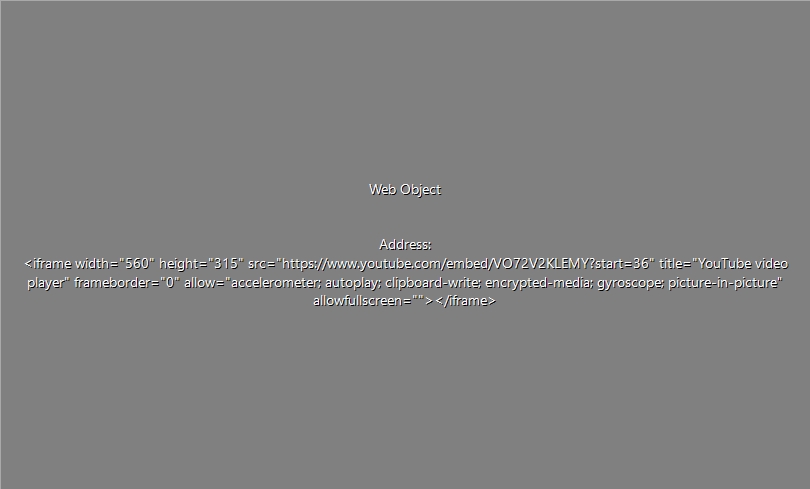 Web Object
Address:
<iframe width="560" height="315" src="https://www.youtube.com/embed/VO72V2KLEMY?start=36" title="YouTube video
player" frameborder="0" allow="accelerometer; autoplay; clipboard-write; encrypted-media; gyroscope; picture-in-picture"
allowfullscreen=""></iframe>